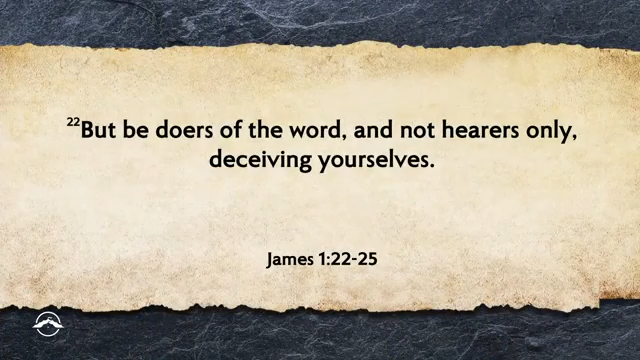 ²²But be doers of the word, and not hearers only,
deceiving yourselves.
James 1:22-25